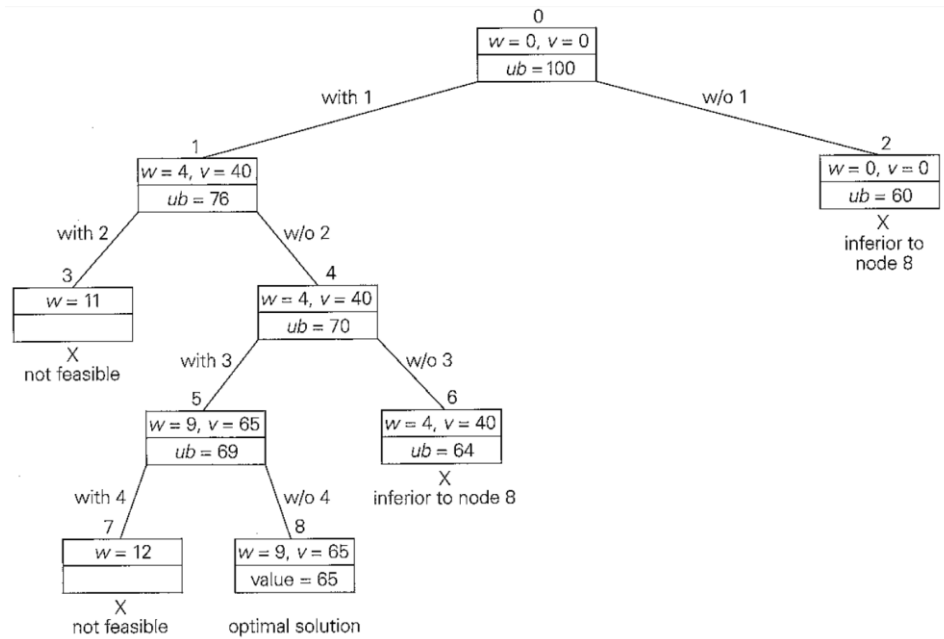 0
w = 0, v = 0
ub = 100
with 1
w/o 1
1
w = 4, v = 40
ub = 76
2
w = 0, v = 0
ub = 60
X
inferior to
node 8
with 2
w/o 2
3
w = 11
X
not feasible
4
w = 4, v = 40
ub = 70
with 3
w/o 3
5
w = 9, v = 65
ub = 69
6
w = 4, v = 40
ub = 64
X
inferior to node 8
with 4
w/o 4
7
w = 12
X
not feasible
8
w = 9, v = 65
value = 65
optimal solution